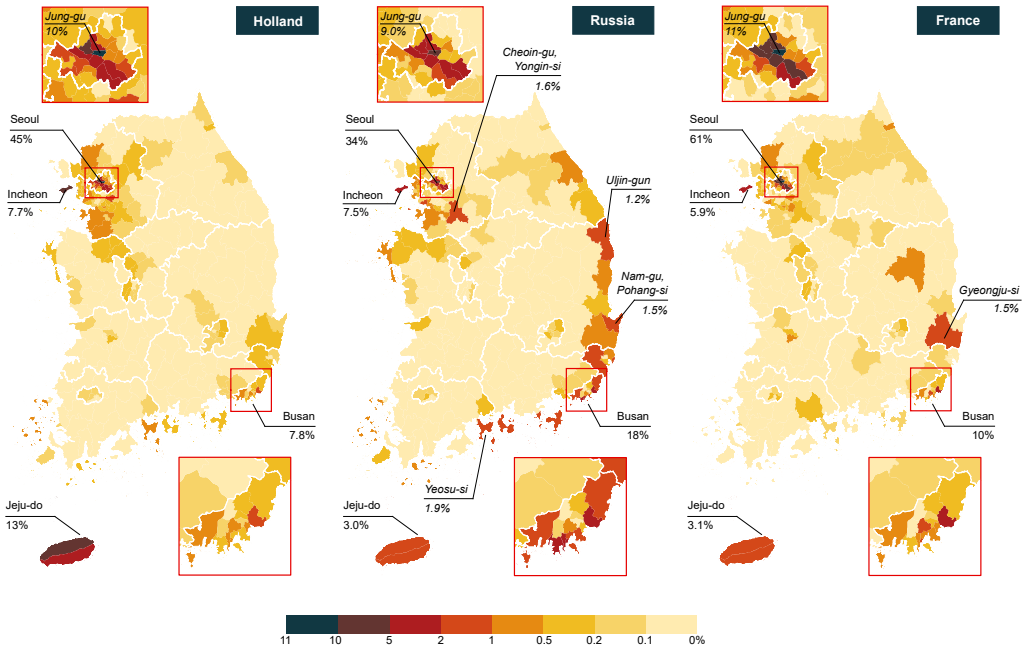 Holland
Jung-gu
10%
Seoul
45%
Incheon
7.7%
Busan
7.8%
Jeju-do
13%
Russia
Jung-gu
9.0%
Cheoin-gu,
Yongin-si
1.6%
Seoul
34%
Incheon
7.5%
Uljin-gun
1.2%
Nam-gu,
Pohang-si
1.5%
Busan
18%
Yeosu-si
1.9%
Jeju-do
3.0%
France
Jung-gu
11%
Seoul
61%
Incheon
5.9%
Gyeongju-si
1.5%
Busan
10%
Jeju-do
3.1%
11 10 5 2 1 0.5 0.2 0.1 0%